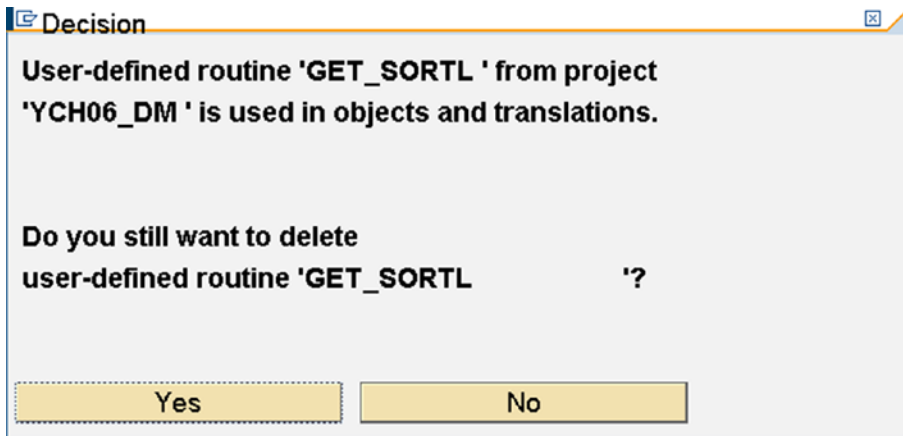 Decision
User-defined routine 'GET_SORTL ' from project
'YCH06_DM ' is used in objects and translations.
Do you still want to delete
user-defined routine 'GET_SORTL                '?
Yes No